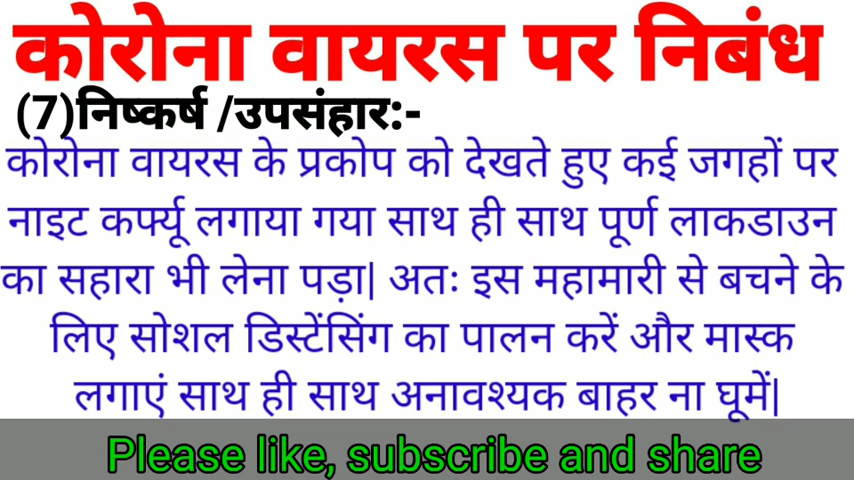 कोरोना वायरस पर निबंध
(7)निष्कर्ष /उपसंहार:-
कोरोना वायरस के प्रकोप को देखते हुए कई जगहों पर
नाइट कर्फ्यू लगाया गया साथ ही साथ पूर्ण लाकडाउन
का सहारा भी लेना पड़ा| अतः इस महामारी से बचने के
लिए सोशल डिस्टेंसिंग का पालन करें और मास्क
लगाएं साथ ही साथ अनावश्यक बाहर ना घूमें|
Please like, subscribe and share